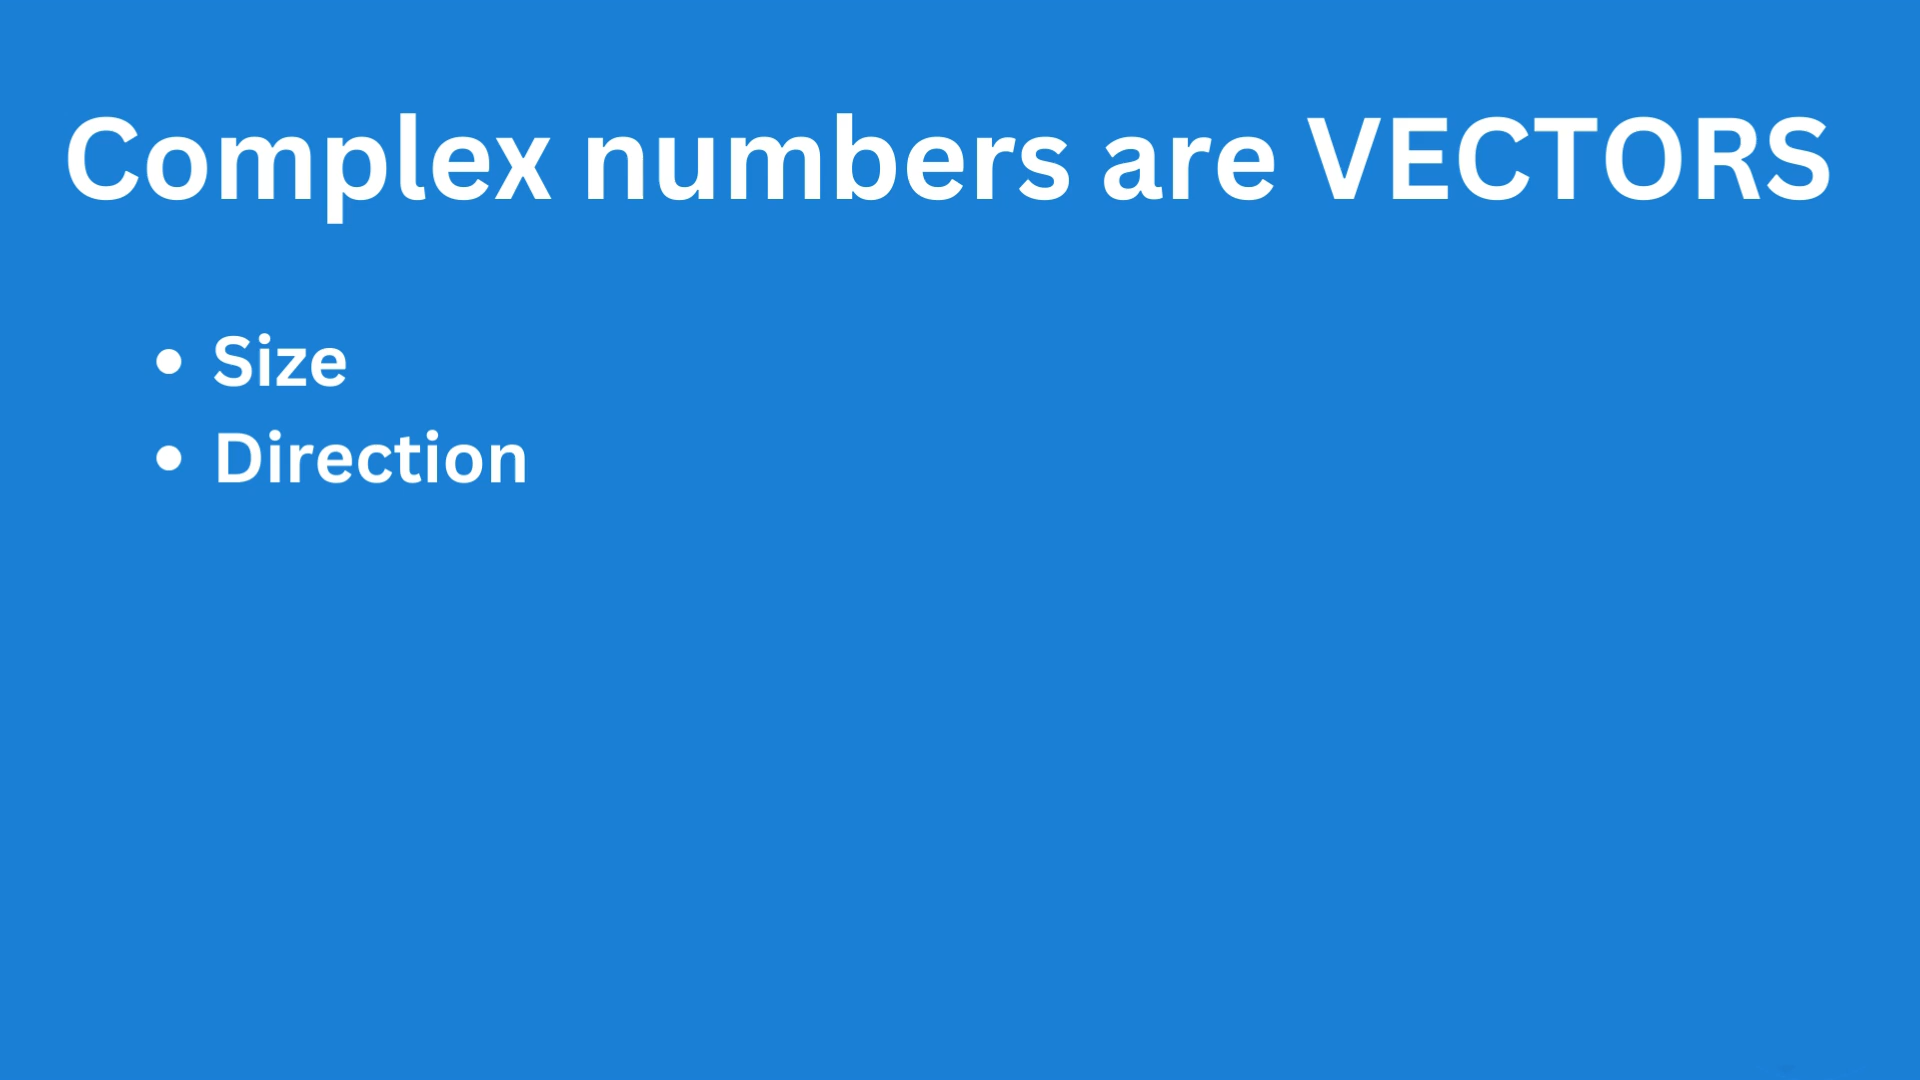 Complex numbers are VECTORS
• Size
• Direction